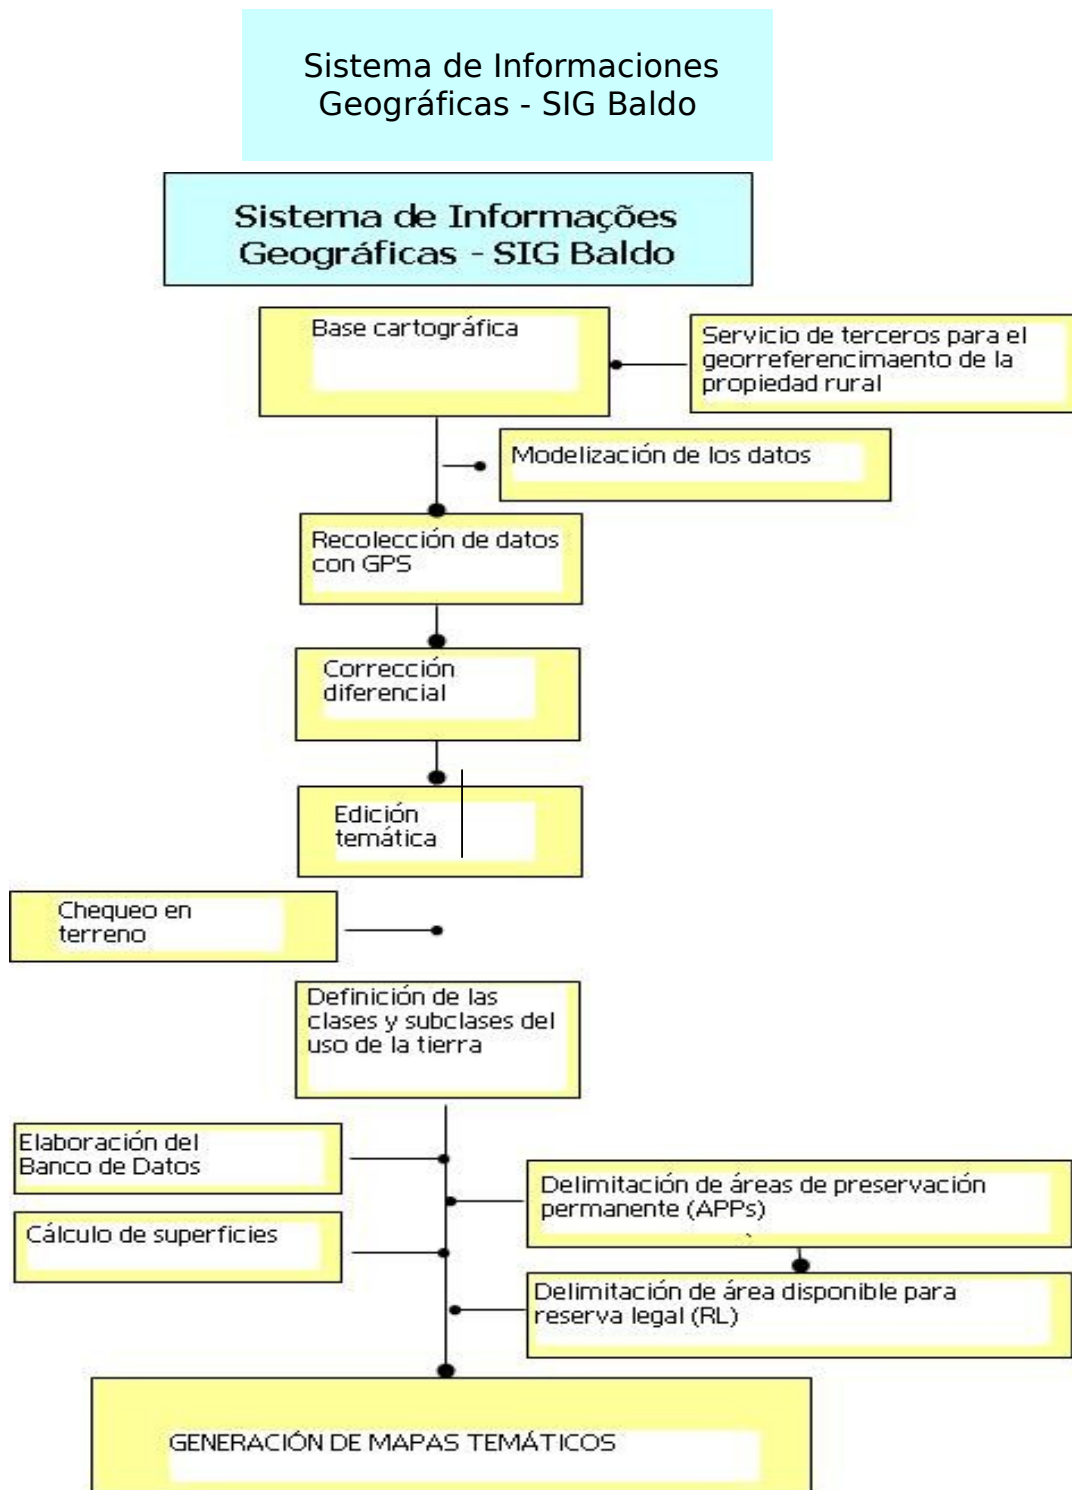 Sistema de Informaciones
Geográficas - SIG Baldo
Sistema de Informações
Geográficas - SIG Baldo
Base cartográfica
Servicio de terceros para el
georreferencimaento de la
propiedad rural
Modelización de los datos
Recolección de datos
con GPS
Corrección
diferencial
Edición
temática
Chequeo en
terreno
Definición de las
clases y subclases del
uso de la tierra
Elaboración del
Banco de Datos
Delimitación de áreas de preservación
permanente (APPs)
Cálculo de superficies
Delimitación de área disponible para
reserva legal (RL)
GENERACIÓN DE MAPAS TEMÁTICOS